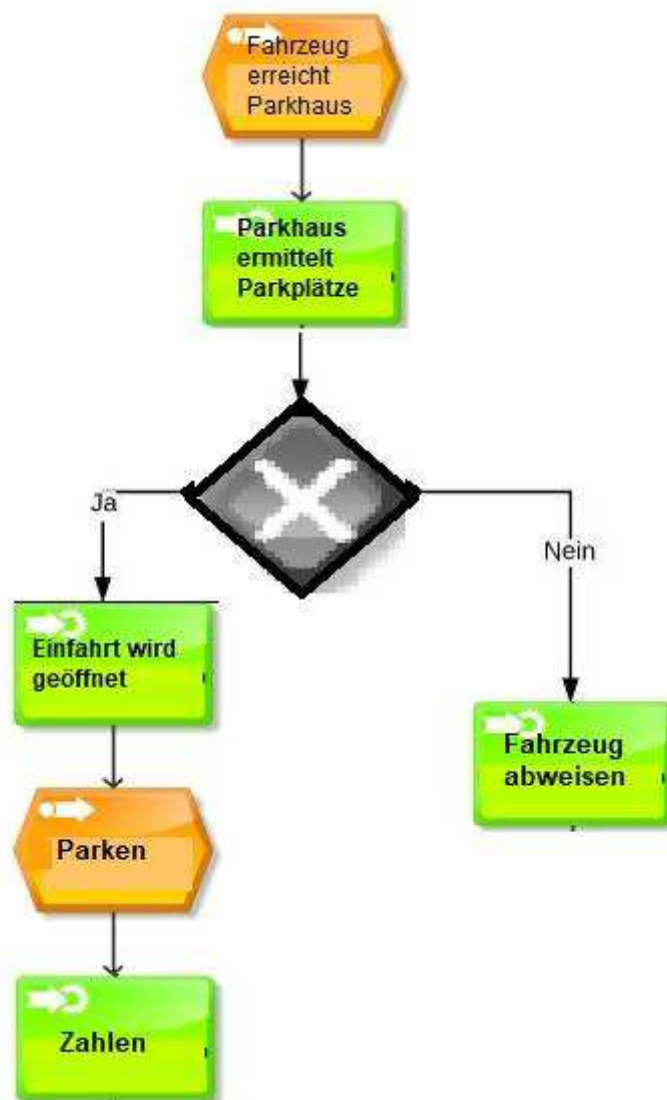 Fahrzeug
erreicht
Parkhaus
Parkhaus
ermittelt
Parkplätze
Ja
Nein
Einfahrt wird
geöffnet
Fahrzeug
abweisen
Parken
Zahlen